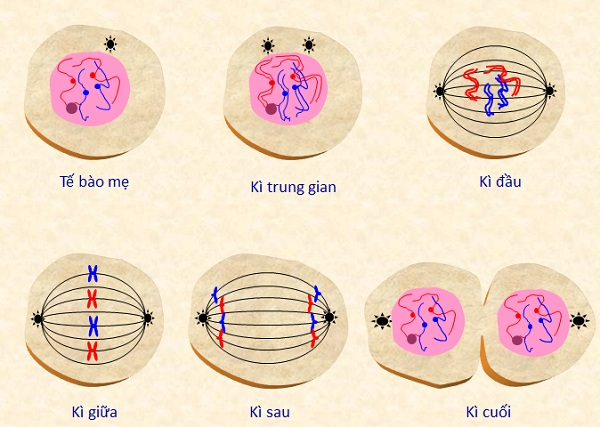 Tế bào mẹ
Kì trung gian
Kì đầu
Kì giữa
Kì sau
Kì cuối